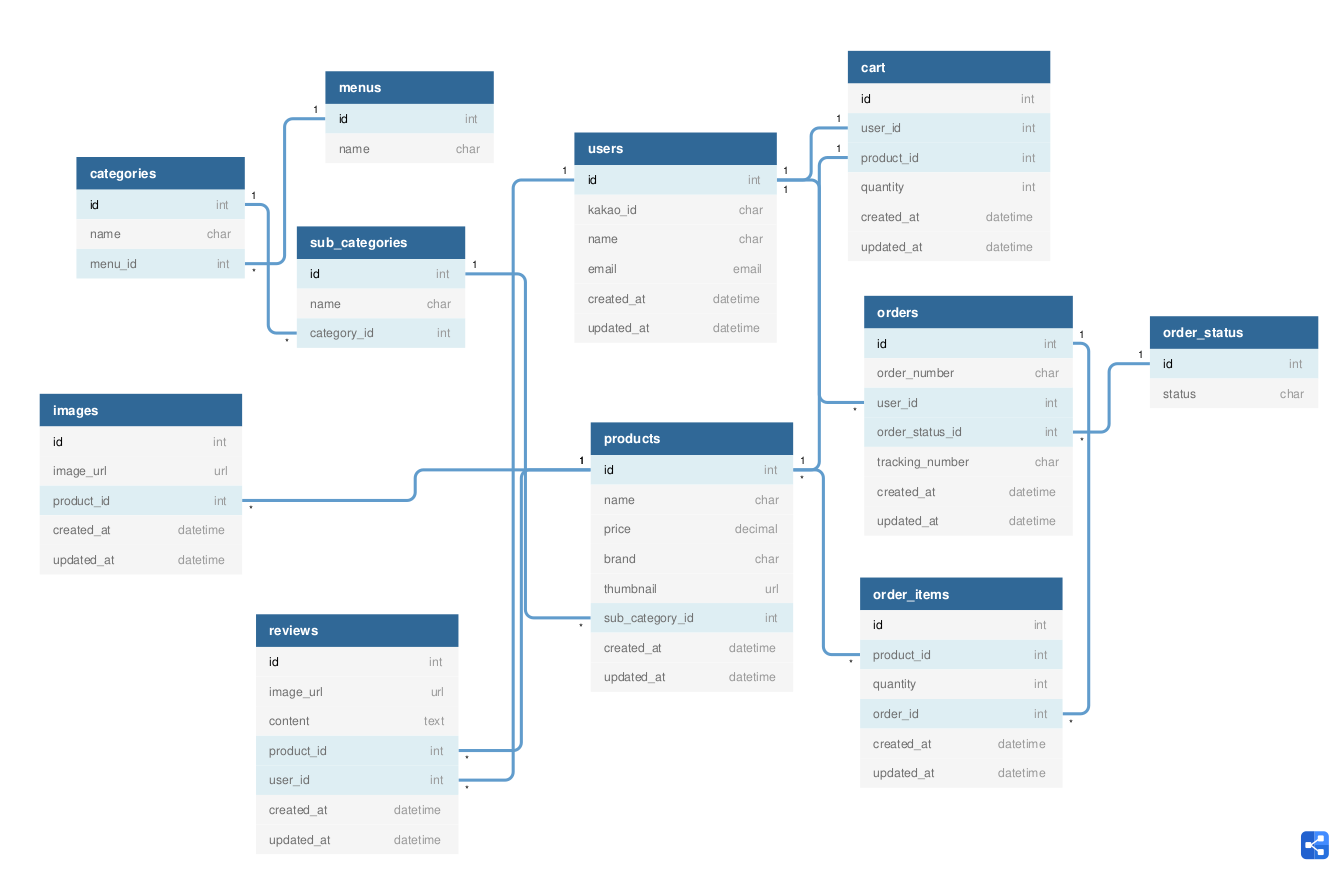 menus
1
id int
name char
categories
id int
1
name char
menu_id int
*
sub_categories
id int
1
name char
category_id int
*
users
1
id int
1
1
kakao_id char
name char
email email
created_at datetime
updated_at datetime
cart
id int
1
user_id int
1
product_id int
quantity int
created_at datetime
updated_at datetime
orders
id int
1
order_number char
user_id int
*
order_status_id int
*
tracking_number char
created_at datetime
updated_at datetime
order_status
1
id int
status char
images
id int
image_url url
product_id int
*
created_at datetime
updated_at datetime
products
1
id int
1
*
name char
price decimal
brand char
thumbnail url
sub_category_id int
*
created_at datetime
updated_at datetime
order_items
id int
product_id int
*
quantity int
order_id int
*
created_at datetime
updated_at datetime
reviews
id int
image_url url
content text
product_id int
*
user_id int
*
created_at datetime
updated_at datetime